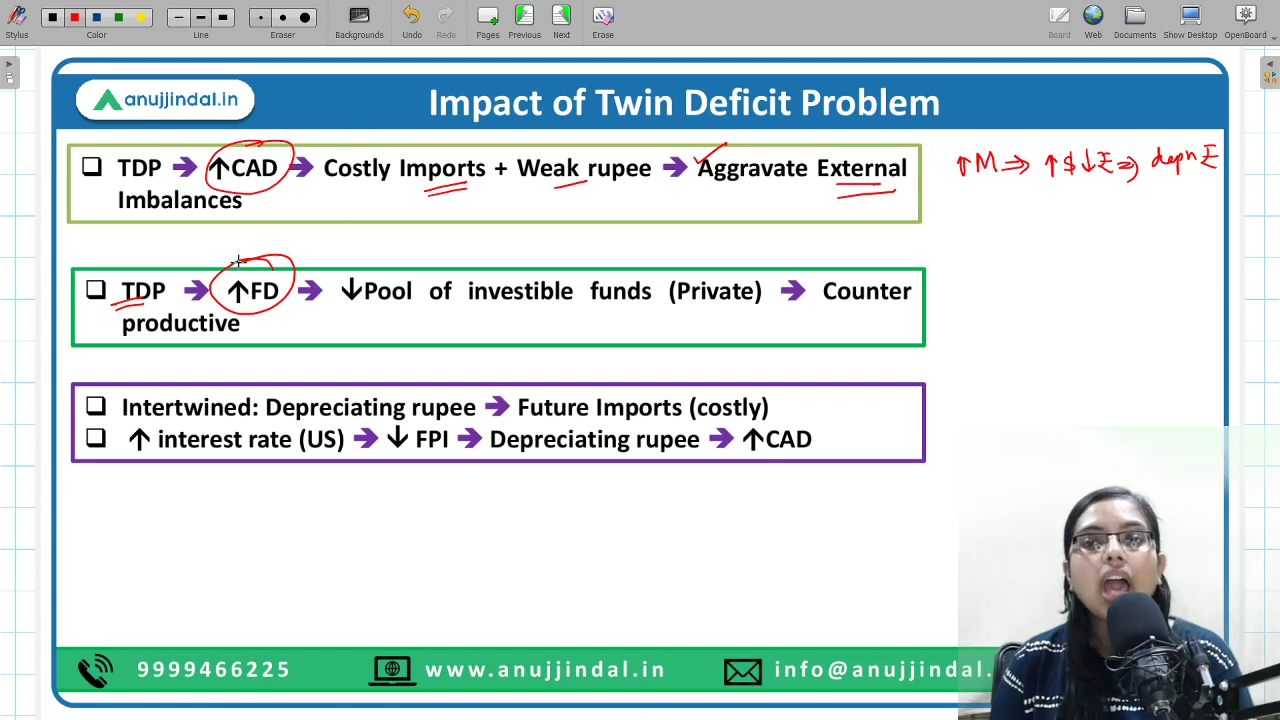 Stylus
Color
Line
Eraser
Backgrounds
Undo
Redo
Pages
Previous
Next
Erase
Board
Web
Documents
Show Desktop
OpenBoard
anujjindal.in
Impact of Twin Deficit Problem
TDP → ↑CAD → Costly Imports + Weak rupee → Aggravate External
Imbalances
↑M ⇒ ↑$ ↓₹ ⇒ depn ₹
TDP → ↑FD → ↓Pool of investible funds (Private) → Counter
productive
Intertwined: Depreciating rupee → Future Imports (costly)
↑ interest rate (US) → ↓ FPI → Depreciating rupee → ↑CAD
9999466225
www.anujjindal.in
info@anujjindal.